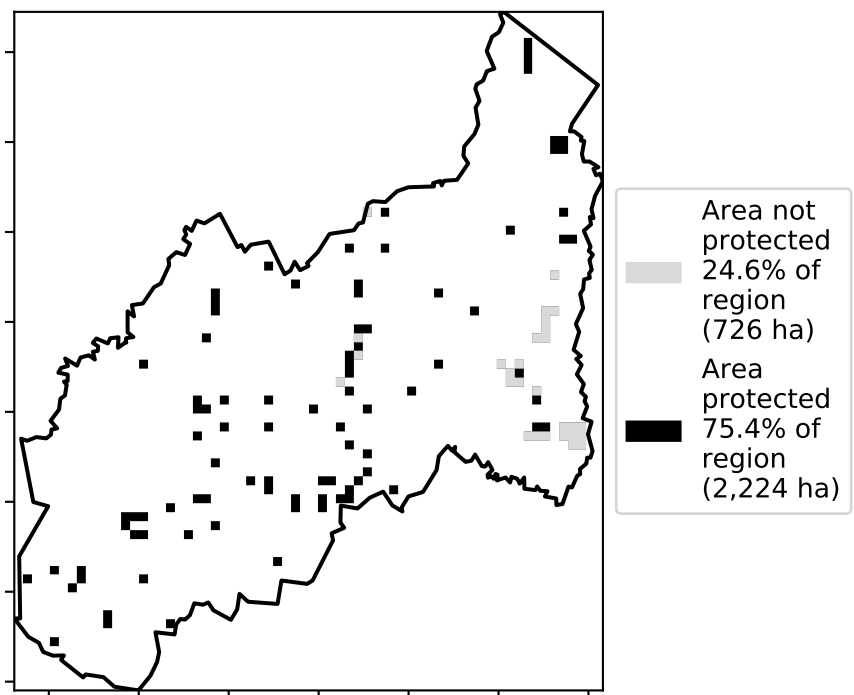 Area not
protected
24.6% of
region
(726 ha)
Area
protected
75.4% of
region
(2,224 ha)